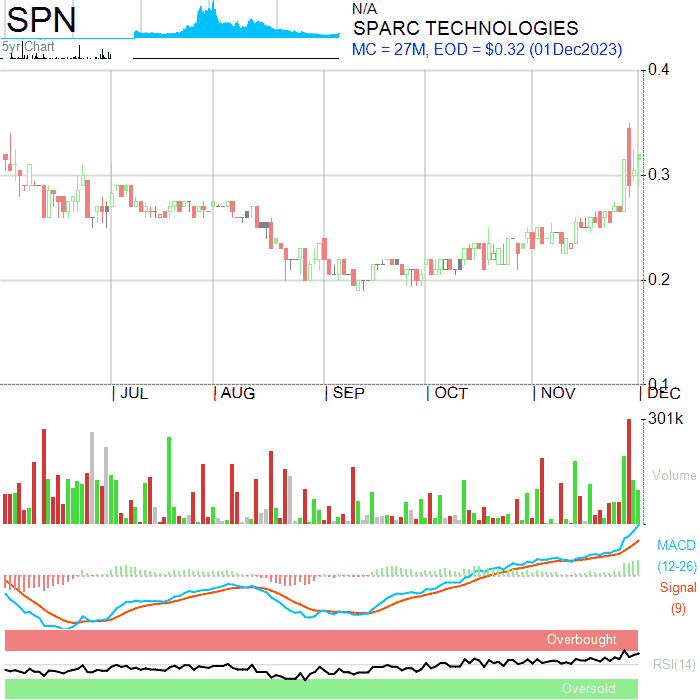 SPN
N/A
SPARC TECHNOLOGIES
MC = 27M, EOD = $0.32 (01Dec2023)
5yr Chart
0.4
0.3
0.2
0.1
JUL
AUG
SEP
OCT
NOV
DEC
301k
Volume
MACD
(12-26)
Signal
(9)
Overbought
RSI(14)
Oversold